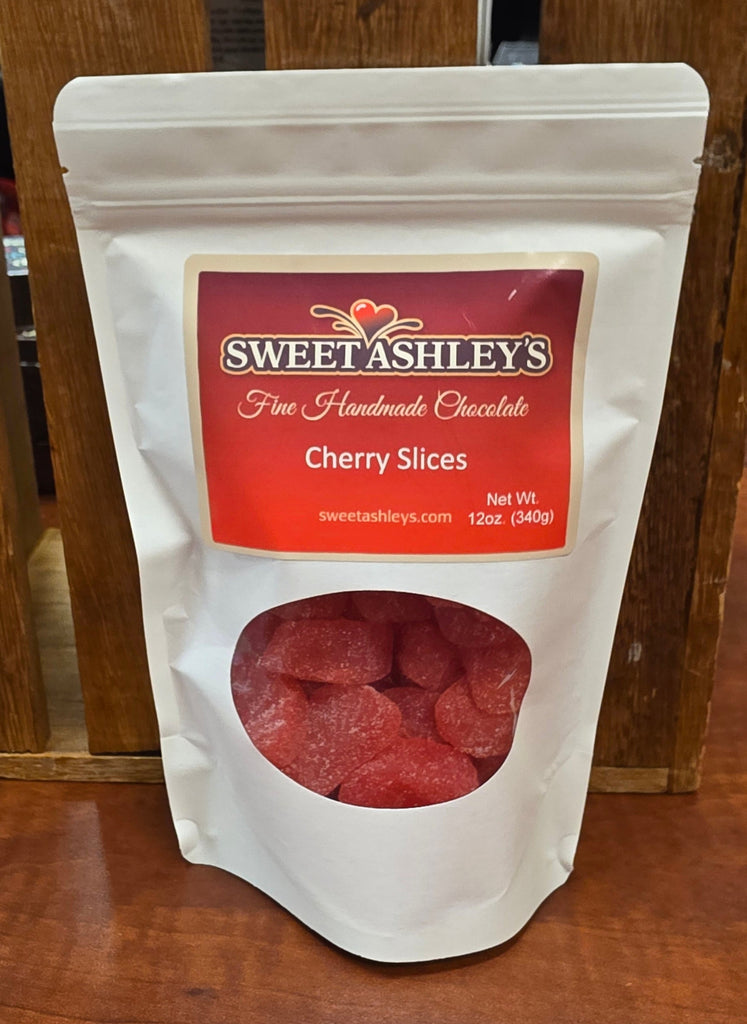 SWEET ASHLEY'S
Fine Handmade Chocolate
Cherry Slices
Net Wt.
sweetashleys.com 12oz. (340g)